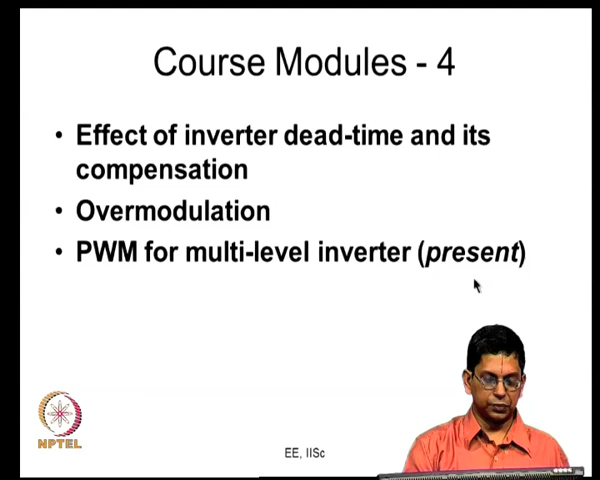 Course Modules - 4
• Effect of inverter dead-time and its
compensation
• Overmodulation
• PWM for multi-level inverter (present)
NPTEL
EE, IISc